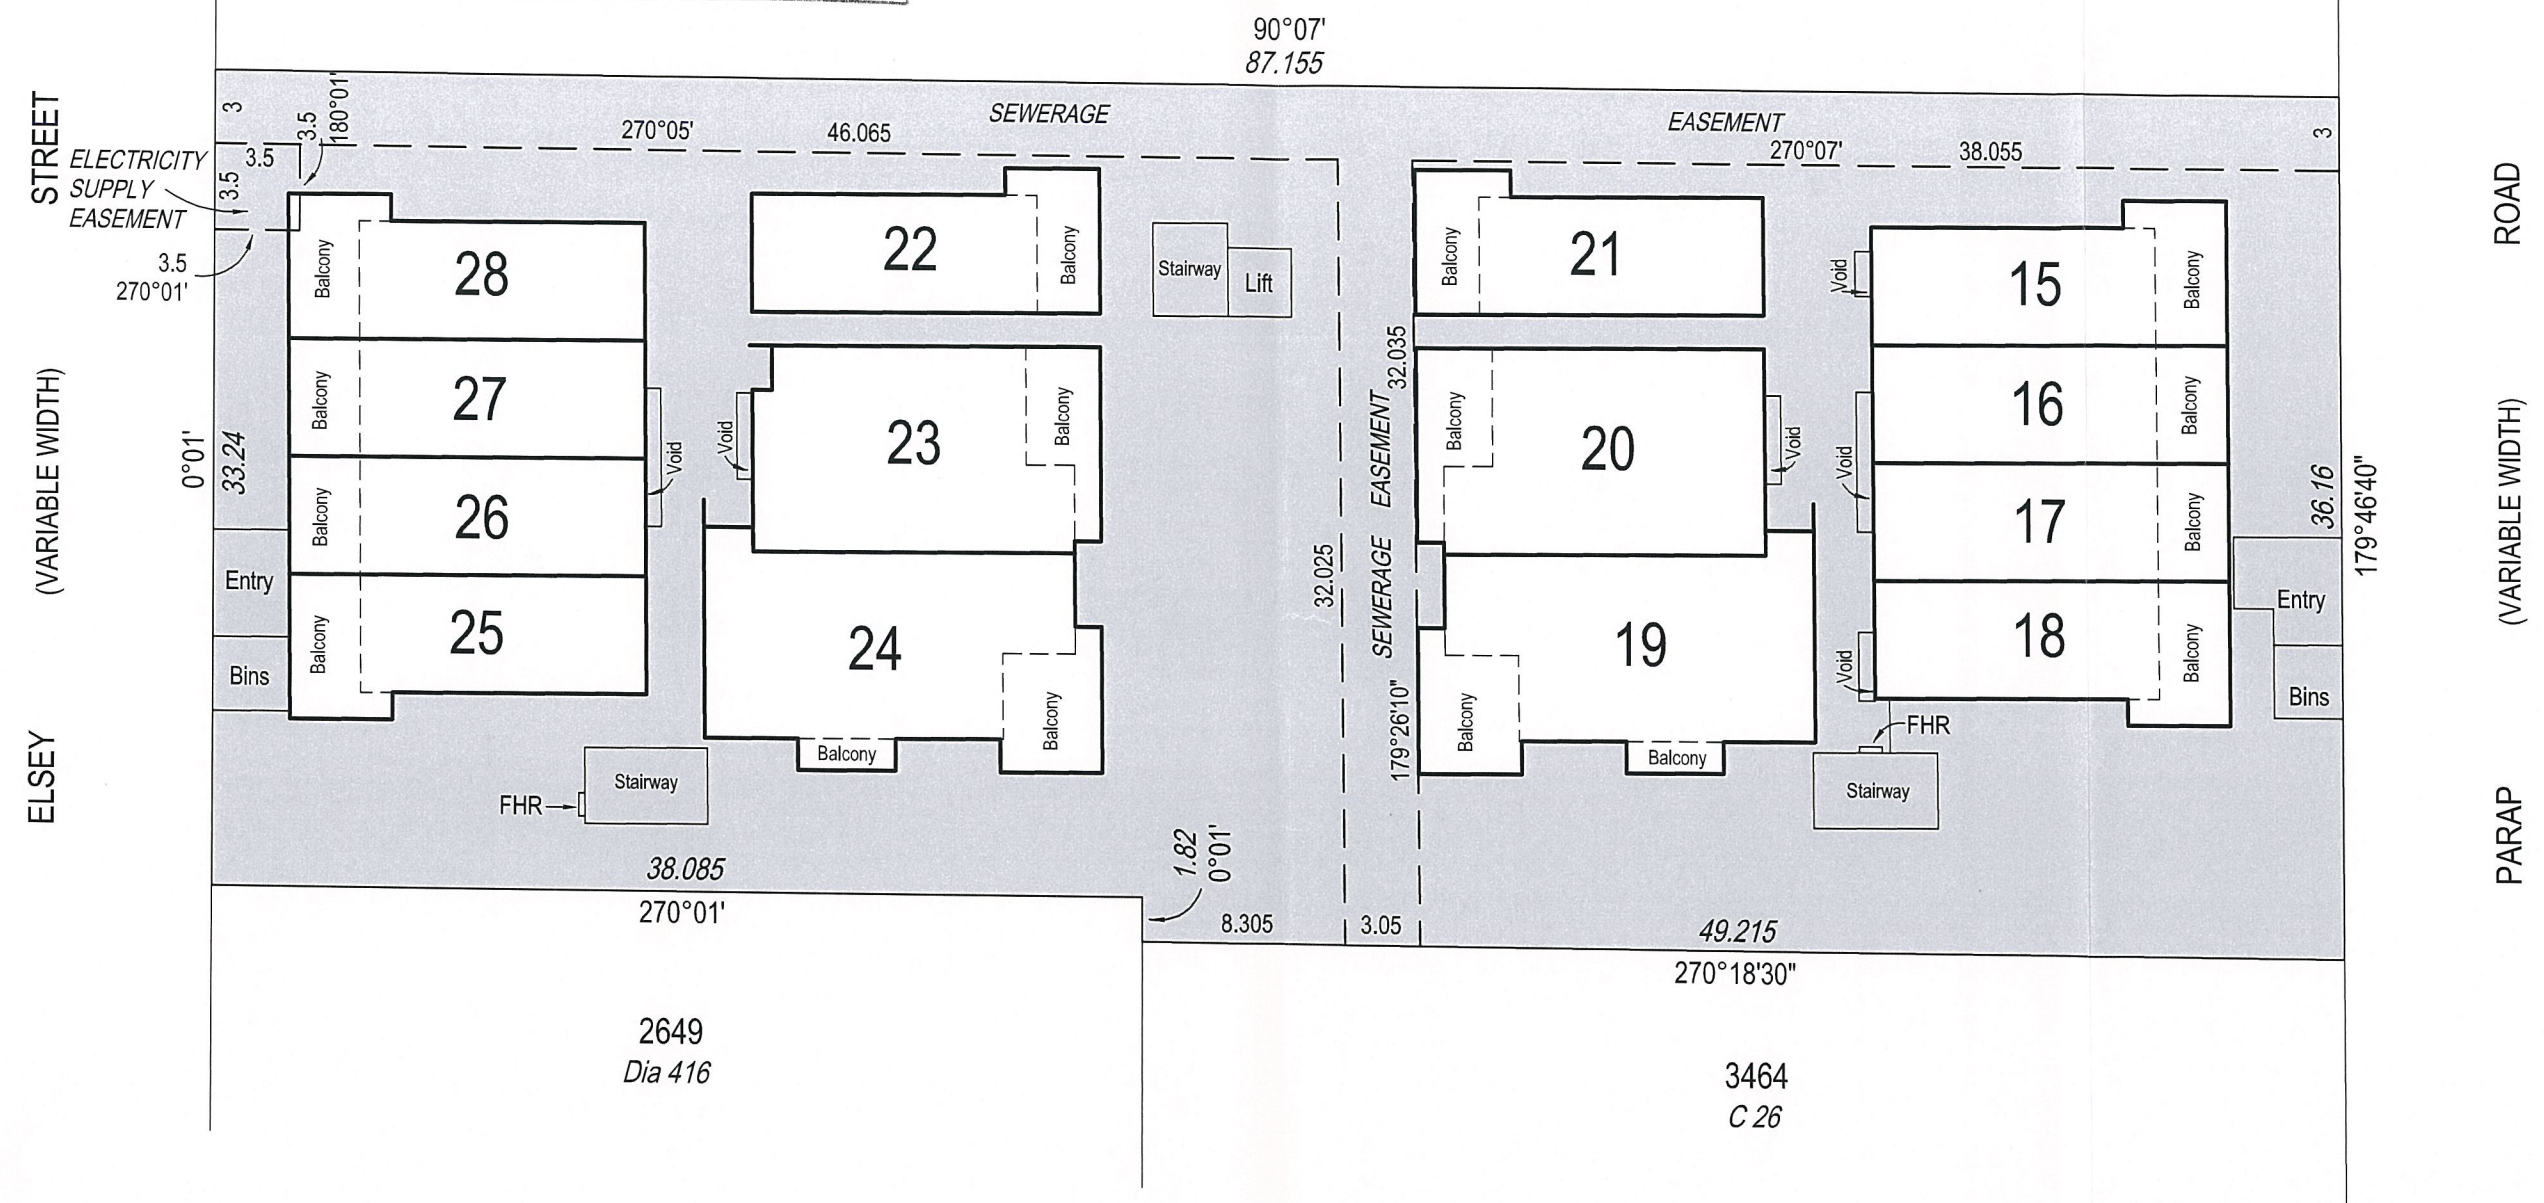 90°07'
87.155
STREET
3
3.5
180°01'
270°05'
46.065
SEWERAGE
EASEMENT
270°07'
38.055
3
ELECTRICITY
SUPPLY
EASEMENT
3.5
3.5
3.5
270°01'
ROAD
Balcony
28
22
Balcony
Stairway
Lift
Balcony
21
Void
15
Balcony
Balcony
27
Void
Void
23
Balcony
32.035
Balcony
20
Void
Void
16
Balcony
(VARIABLE WIDTH)
0°01'
33.24
Balcony
26
SEWERAGE EASEMENT
17
Balcony
36.16
179°46'40"
(VARIABLE WIDTH)
Entry
Bins
Balcony
25
24
Balcony
Balcony
32.025
179°26'10"
19
Balcony
Balcony
Void
18
Balcony
Entry
Bins
ELSEY
FHR
Stairway
FHR
Stairway
PARAP
38.085
270°01'
1.82
0°01'
8.305
3.05
49.215
270°18'30"
2649
Dia 416
3464
C 26